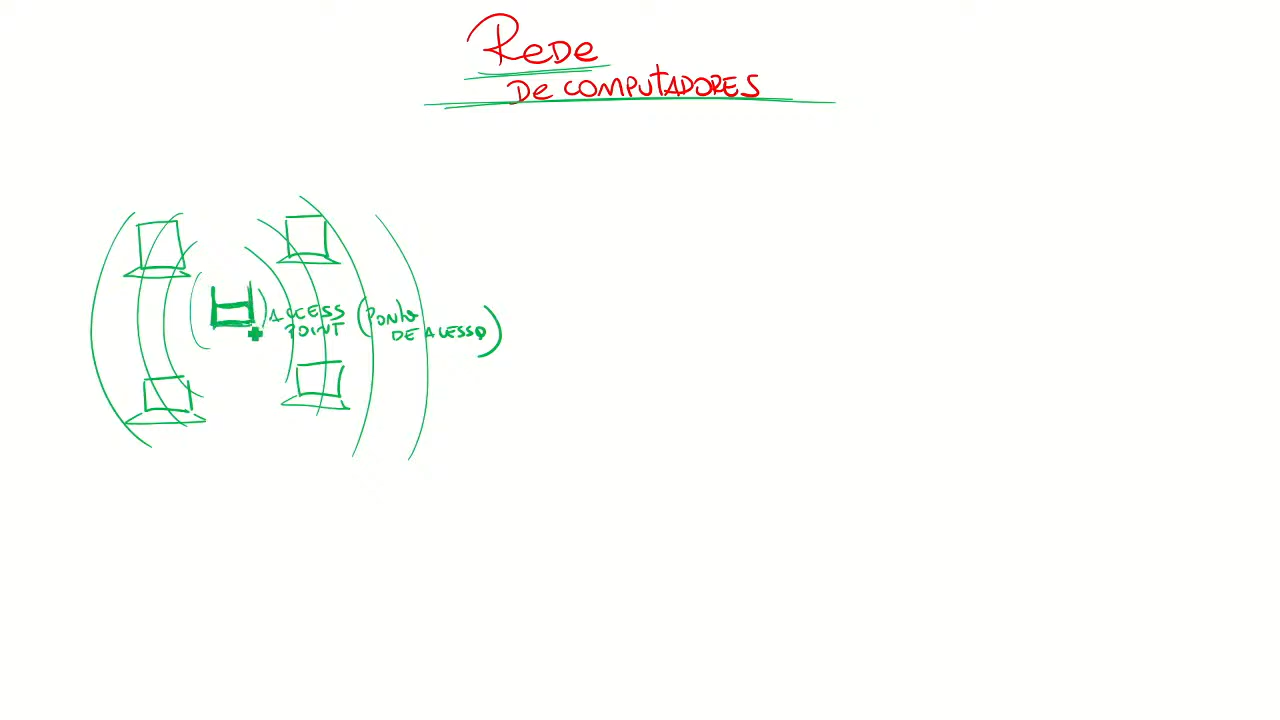 Rede
De COMPUTADORES
ACCESS (Ponto
POINT DE ACESSO)